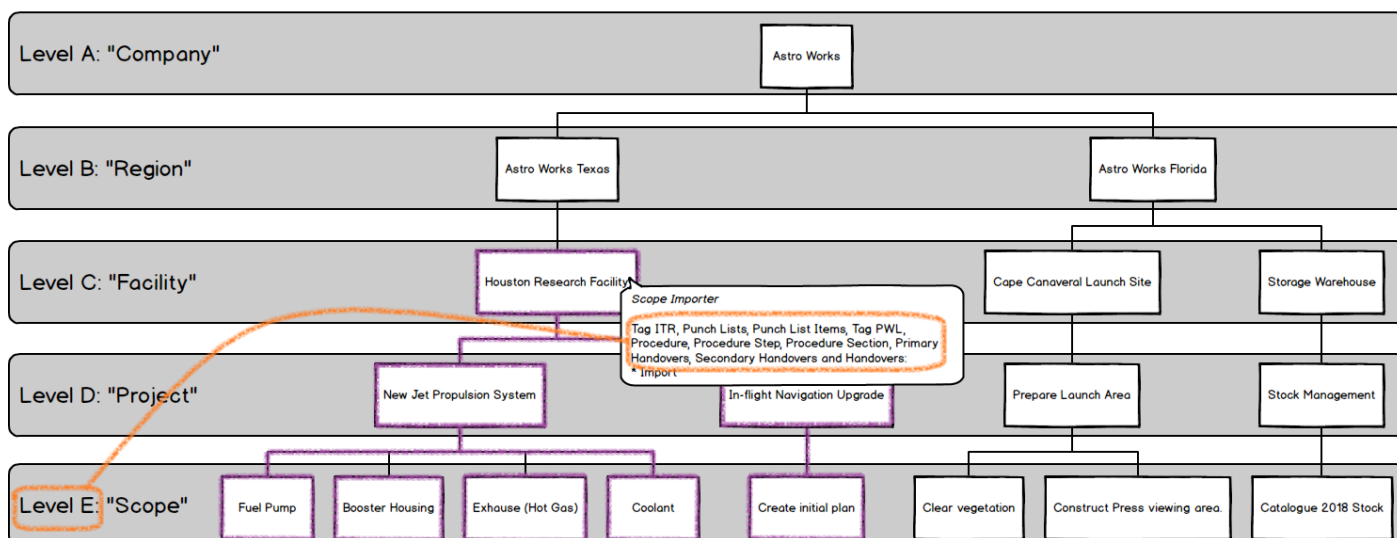 Level A: "Company"
Astro Works
Level B: "Region"
Astro Works Texas
Astro Works Florida
Level C: "Facility"
Houston Research Facility
Cape Canaveral Launch Site
Storage Warehouse
Scope Importer
Tag ITR, Punch Lists, Punch List Items, Tag PWL,
Procedure, Procedure Step, Procedure Section, Primary
Handovers, Secondary Handovers and Handovers:
* Import
Level D: "Project"
New Jet Propulsion System
In-flight Navigation Upgrade
Prepare Launch Area
Stock Management
Level E: "Scope"
Fuel Pump
Booster Housing
Exhause (Hot Gas)
Coolant
Create initial plan
Clear vegetation
Construct Press viewing area.
Catalogue 2018 Stock